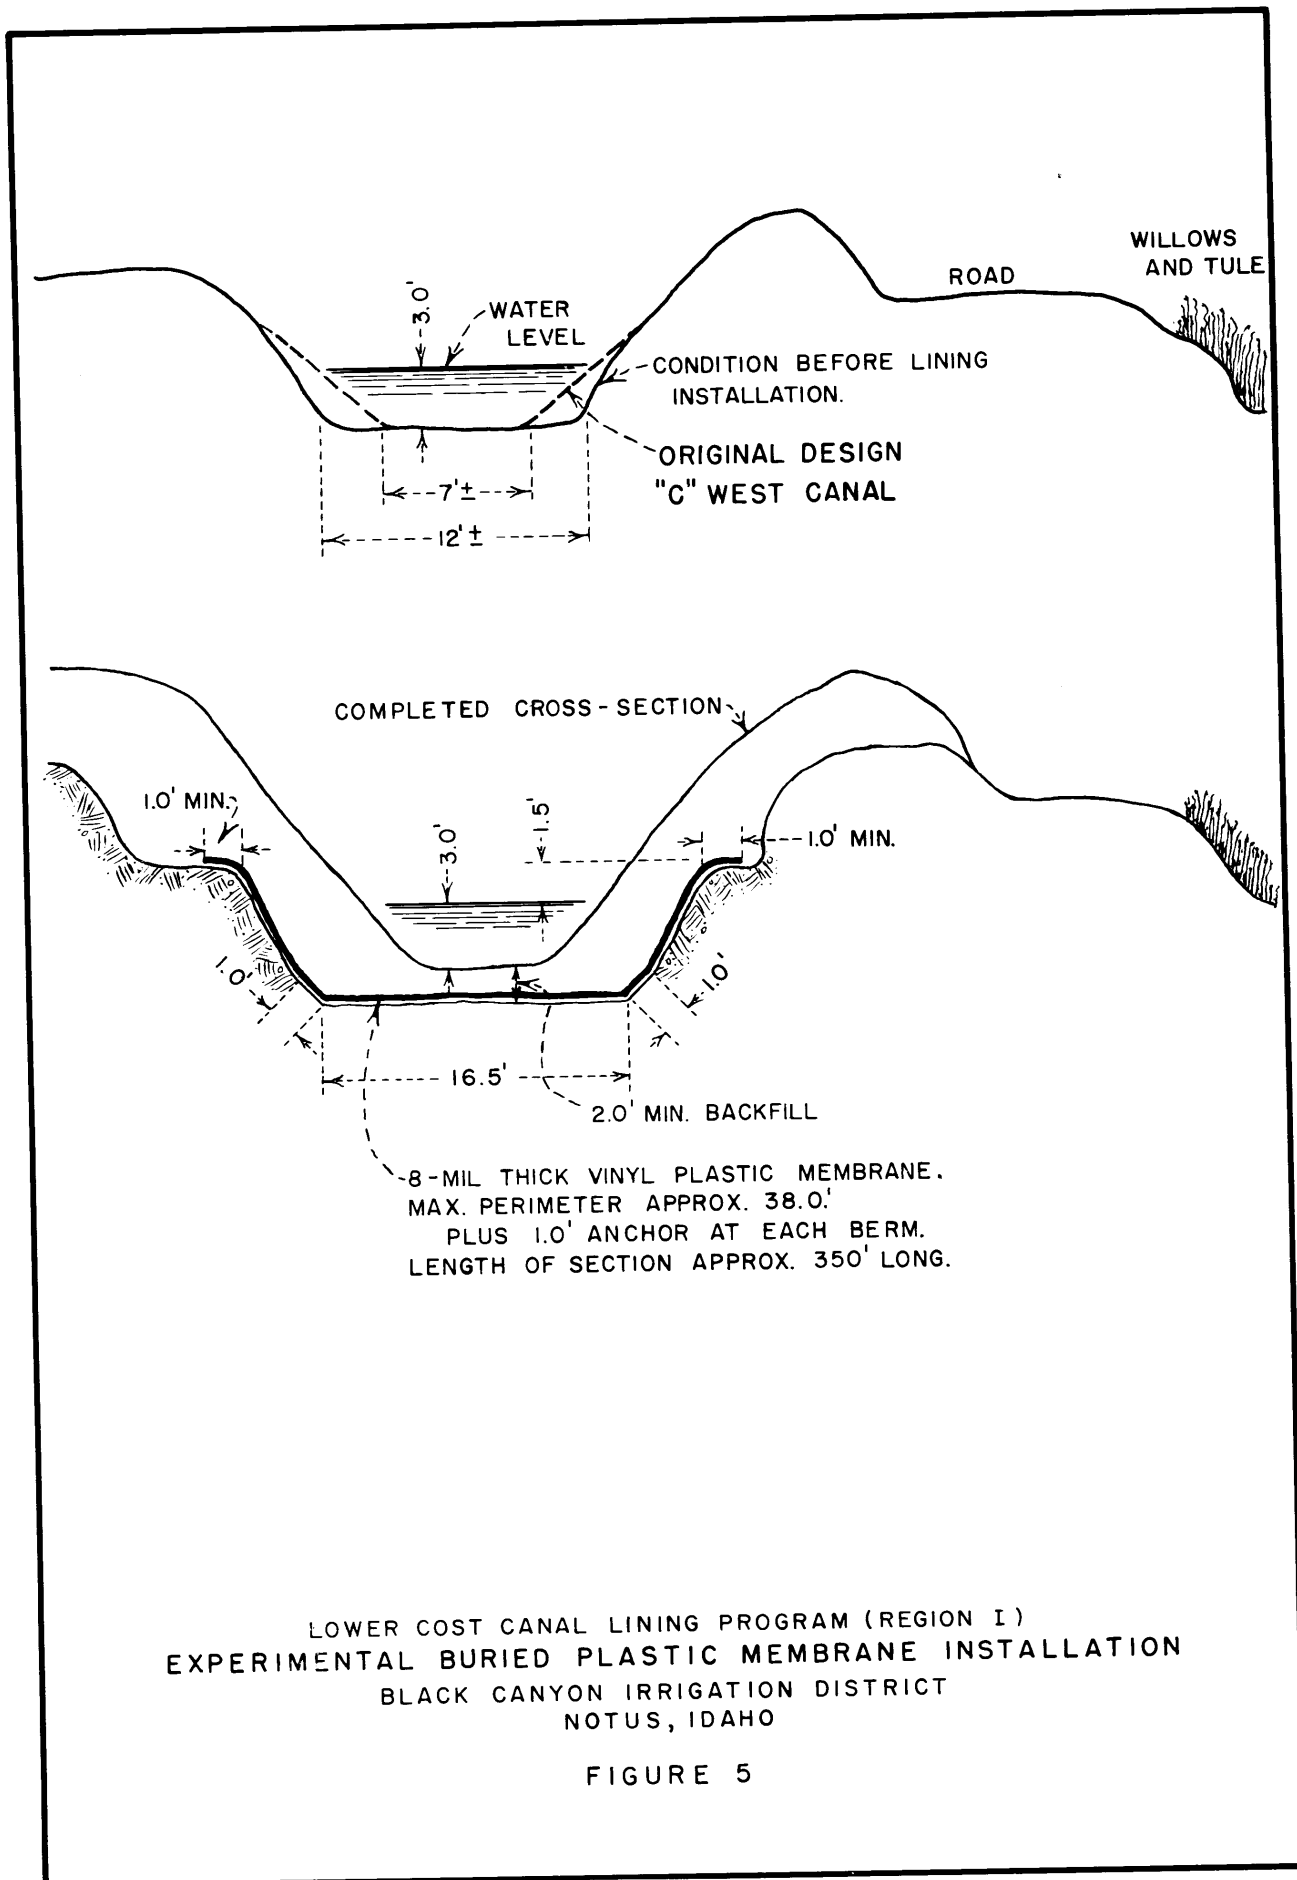 WILLOWS
AND TULE
ROAD
3.0'
WATER
LEVEL
CONDITION BEFORE LINING
INSTALLATION.
ORIGINAL DESIGN
"C" WEST CANAL
7'±
12'±
COMPLETED CROSS-SECTION
1.0' MIN.
3.0'
1.5'
1.0' MIN.
1.0'
1.0'
16.5'
2.0' MIN. BACKFILL
8-MIL THICK VINYL PLASTIC MEMBRANE.
MAX. PERIMETER APPROX. 38.0.'
PLUS 1.0' ANCHOR AT EACH BERM.
LENGTH OF SECTION APPROX. 350' LONG.
LOWER COST CANAL LINING PROGRAM (REGION I)
EXPERIMENTAL BURIED PLASTIC MEMBRANE INSTALLATION
BLACK CANYON IRRIGATION DISTRICT
NOTUS, IDAHO
FIGURE 5